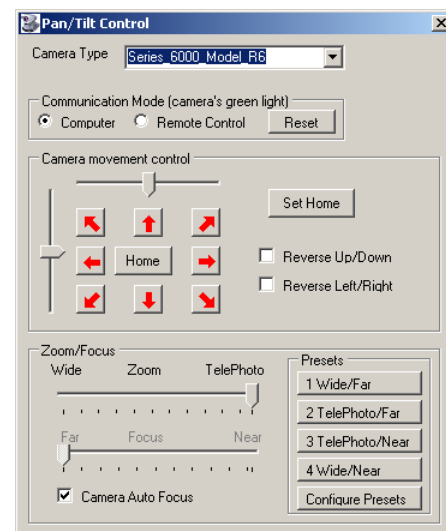 Pan/Tilt Control
Camera Type Series_6000_Model_R6
Communication Mode (camera's green light)
Computer Remote Control Reset
Camera movement control
Set Home
Home
Reverse Up/Down
Reverse Left/Right
Zoom/Focus
Wide Zoom TelePhoto
Far Focus Near
Camera Auto Focus
Presets
1 Wide/Far
2 TelePhoto/Far
3 TelePhoto/Near
4 Wide/Near
Configure Presets